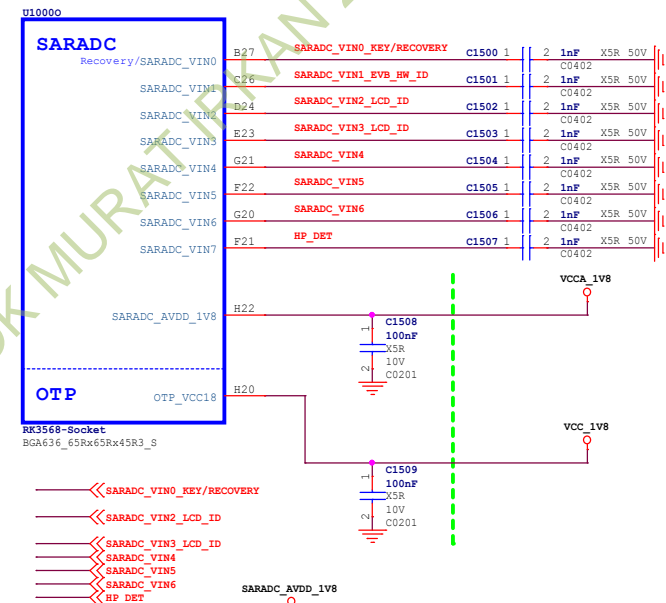 U1000O
SARADC
Recovery/SARADC_VIN0 B27 SARADC_VIN0_KEY/RECOVERY C1500 1 2 1nF X5R 50V
C0402
SARADC_VIN1 C26 SARADC_VIN1_EVB_HW_ID C1501 1 2 1nF X5R 50V
C0402
SARADC_VIN2 D24 SARADC_VIN2_LCD_ID C1502 1 2 1nF X5R 50V
C0402
SARADC_VIN3 E23 SARADC_VIN3_LCD_ID C1503 1 2 1nF X5R 50V
C0402
SARADC_VIN4 G21 SARADC_VIN4 C1504 1 2 1nF X5R 50V
C0402
SARADC_VIN5 F22 SARADC_VIN5 C1505 1 2 1nF X5R 50V
C0402
SARADC_VIN6 G20 SARADC_VIN6 C1506 1 2 1nF X5R 50V
C0402
SARADC_VIN7 F21 HP_DET C1507 1 2 1nF X5R 50V
C0402
VCCA_1V8
SARADC_AVDD_1V8 H22
1 C1508
100nF
X5R
2 10V
C0201
OTP
OTP_VCC18 H20
VCC_1V8
RK3568-Socket
BGA636_65Rx65Rx45R3_S
1 C1509
100nF
X5R
2 10V
C0201
SARADC_VIN0_KEY/RECOVERY
SARADC_VIN2_LCD_ID
SARADC_VIN3_LCD_ID
SARADC_VIN4
SARADC_VIN5
SARADC_VIN6
HP_DET
SARADC_AVDD_1V8
MURAT